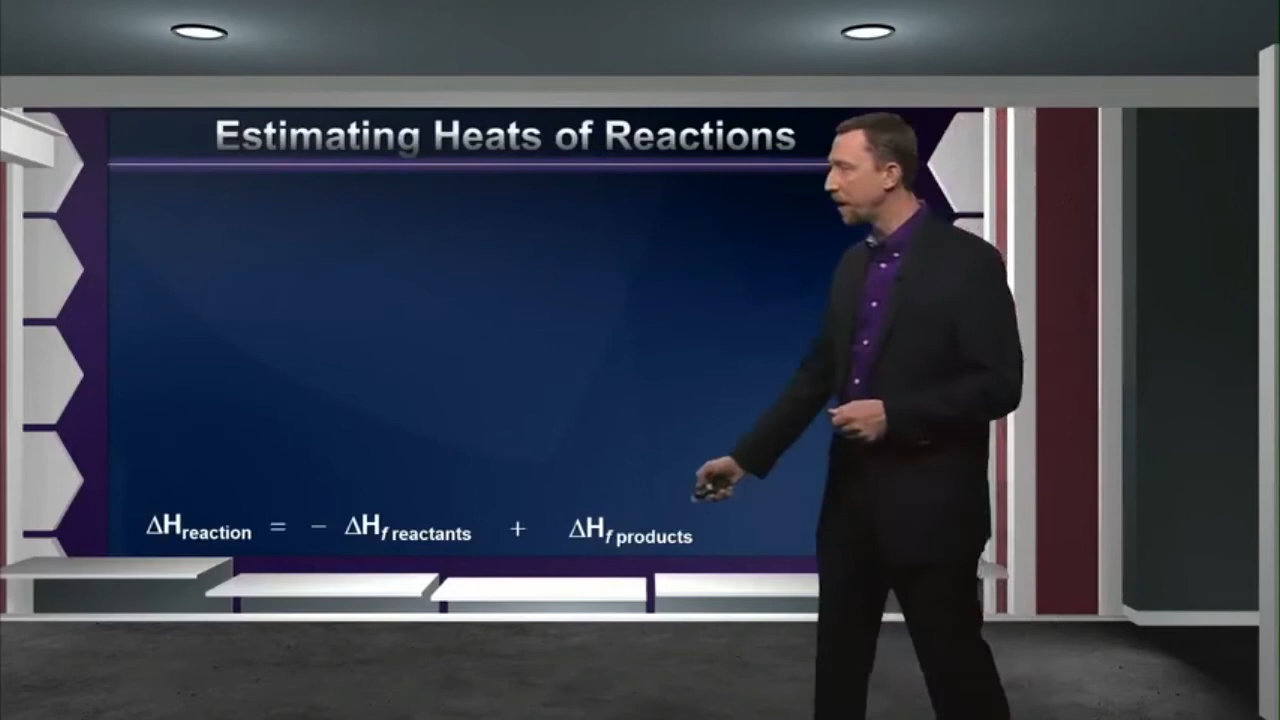 Estimating Heats of Reactions
ΔHreaction = − ΔHf reactants + ΔHf products